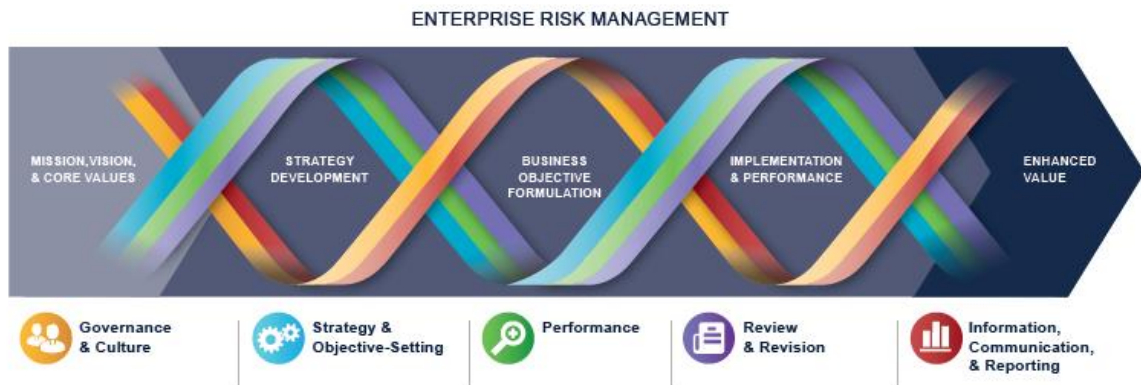 ENTERPRISE RISK MANAGEMENT
MISSION, VISION,
& CORE VALUES
STRATEGY
DEVELOPMENT
BUSINESS
OBJECTIVE
FORMULATION
IMPLEMENTATION
& PERFORMANCE
ENHANCED
VALUE
Governance
& Culture
Strategy &
Objective-Setting
Performance
Review
& Revision
Information,
Communication,
& Reporting